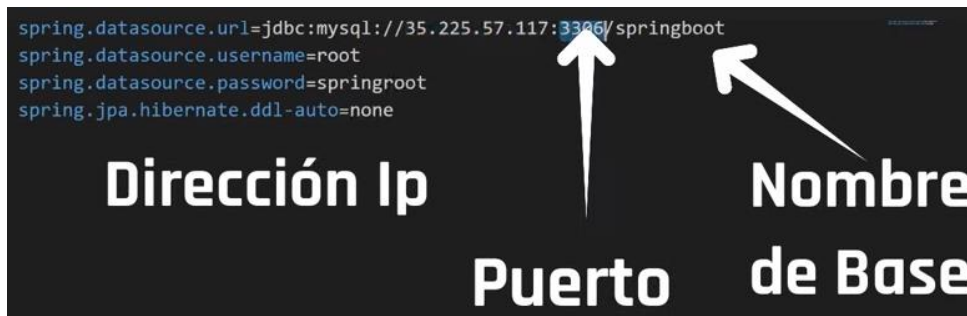 spring.datasource.url=jdbc:mysql://35.225.57.117:3306/springboot
spring.datasource.username=root
spring.datasource.password=springroot
spring.jpa.hibernate.ddl-auto=none
Dirección Ip
Puerto
Nombre
de Base